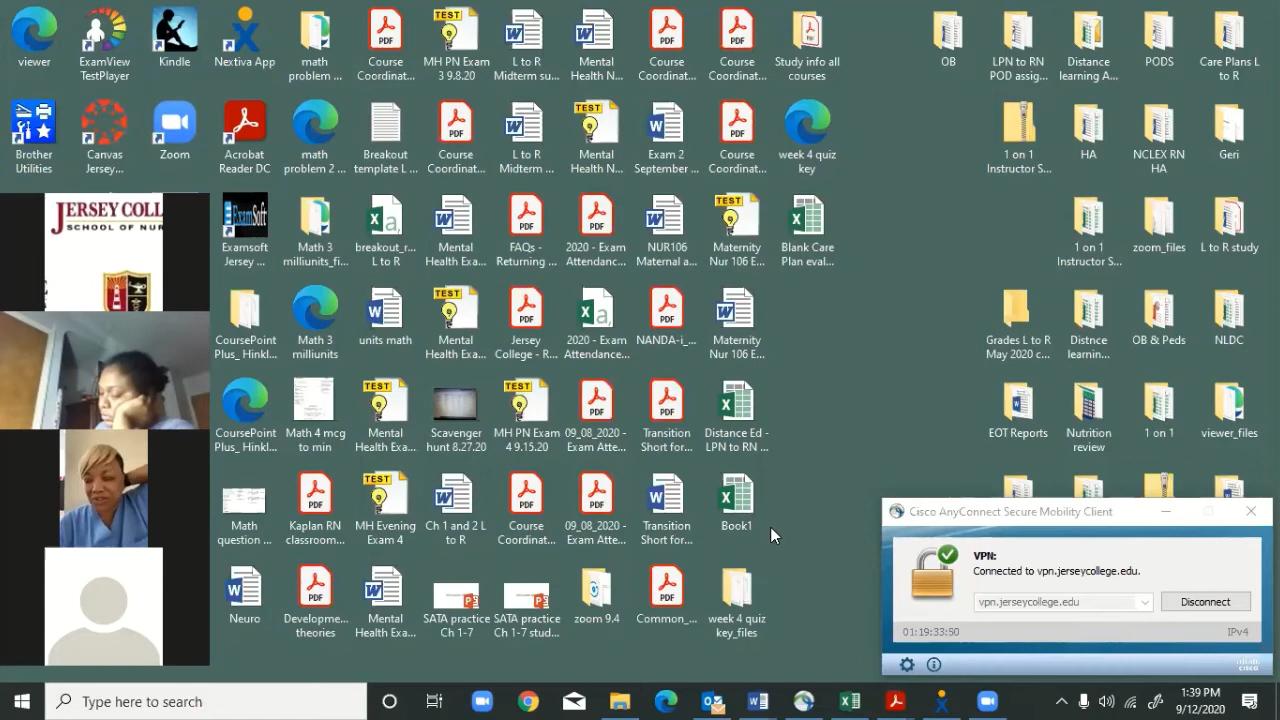 viewer
ExamView
TestPlayer
Kindle
Nextiva App
math
problem ...
Course
Coordinat...
MH PN Exam
3 9.8.20
L to R
Midterm su...
Mental
Health N...
Course
Coordinat...
Course
Coordinat...
Study info all
courses
OB
LPN to RN
POD assig...
Distance
learning A...
PODS
Care Plans L
to R
Brother
Utilities
Canvas
Jersey...
Zoom
Acrobat
Reader DC
math
problem 2 ...
Breakout
template L ...
Course
Coordinat...
L to R
Midterm ...
Mental
Health N...
Exam 2
September ...
Course
Coordinat...
week 4 quiz
key
1 on 1
Instructor S...
HA
NCLEX RN
HA
Geri
JERSEY COLL
SCHOOL OF NUR
Examsoft
Jersey ...
Math 3
milliunits_fi...
breakout_r...
L to R
Mental
Health Exa...
FAQs -
Returning ...
2020 - Exam
Attendanc...
NUR106
Maternal a...
Maternity
Nur 106 E...
Blank Care
Plan eval...
1 on 1
Instructor S...
zoom_files
L to R study
CoursePoint
Plus_ Hinkl...
Math 3
milliunits
units math
Mental
Health Exa...
Jersey
College - R...
2020 - Exam
Attendance...
NANDA-i_...
Maternity
Nur 106 E...
Grades L to R
May 2020 c...
Distnce
learnin...
OB & Peds
NLDC
CoursePoint
Plus_ Hinkl...
Math 4 mcg
to min
Mental
Health Exa...
Scavenger
hunt 8.27.20
MH PN Exam
4 9.15.20
09_08_2020 -
Exam Atte...
Transition
Short for...
Distance Ed -
LPN to RN ...
EOT Reports
Nutrition
review
1 on 1
viewer_files
Math
question ...
Kaplan RN
classroom...
MH Evening
Exam 4
Ch 1 and 2 L
to R
Course
Coordinat...
09_08_2020 -
Exam Atte...
Transition
Short for...
Book1
Neuro
Developme...
theories
Mental
Health Exa...
SATA practice
Ch 1-7
SATA practice
Ch 1-7 stud...
zoom 9.4
Common_...
week 4 quiz
key_files
Cisco AnyConnect Secure Mobility Client
VPN:
Connected to vpn.jerseycollege.edu.
vpn.jerseycollege.edu
Disconnect
01:19:33:50
IPv4
Type here to search
1:39 PM
9/12/2020